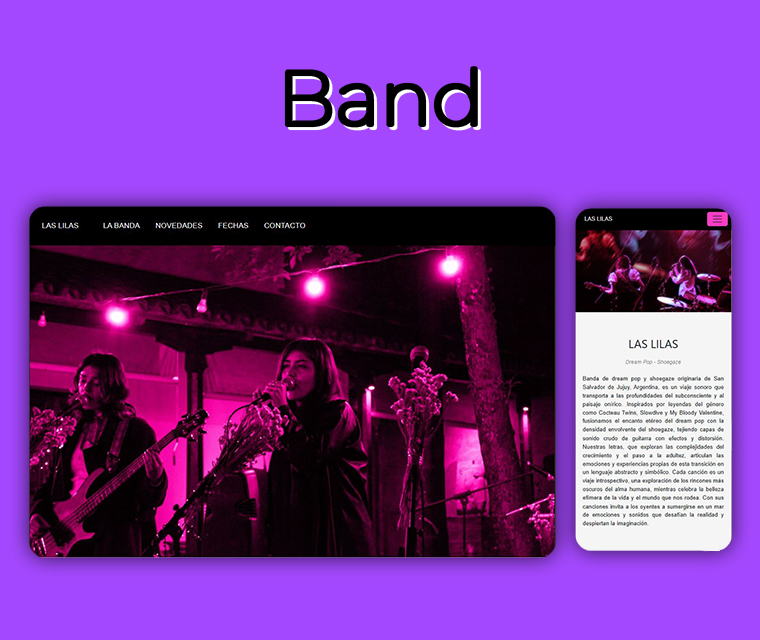 Band
LAS LILAS LA BANDA NOVEDADES FECHAS CONTACTO
LAS LILAS
LAS LILAS
Dream Pop - Shoegaze
Banda de dream pop y shoegaze originaria de San
Salvador de Jujuy, Argentina, es un viaje sonoro que
transporta a las profundidades del subconsciente y al
paisaje onírico. Inspirados por leyendas del género
como Cocteau Twins, Slowdive y My Bloody Valentine,
fusionamos el encanto etéreo del dream pop con la
densidad envolvente del shoegaze, tejiendo capas de
sonido crudo de guitarra con efectos y distorsión.
Nuestras letras, que exploran las complejidades del
crecimiento y el paso a la adultez, articulan las
emociones y experiencias propias de esta transición en
un lenguaje abstracto y simbólico. Cada canción es un
viaje introspectivo, una exploración de los rincones más
oscuros del alma humana, mientras celebra la belleza
efímera de la vida y el mundo que nos rodea. Con sus
canciones invita a los oyentes a sumergirse en un mar
de emociones y sonidos que desafían la realidad y
despiertan la imaginación.